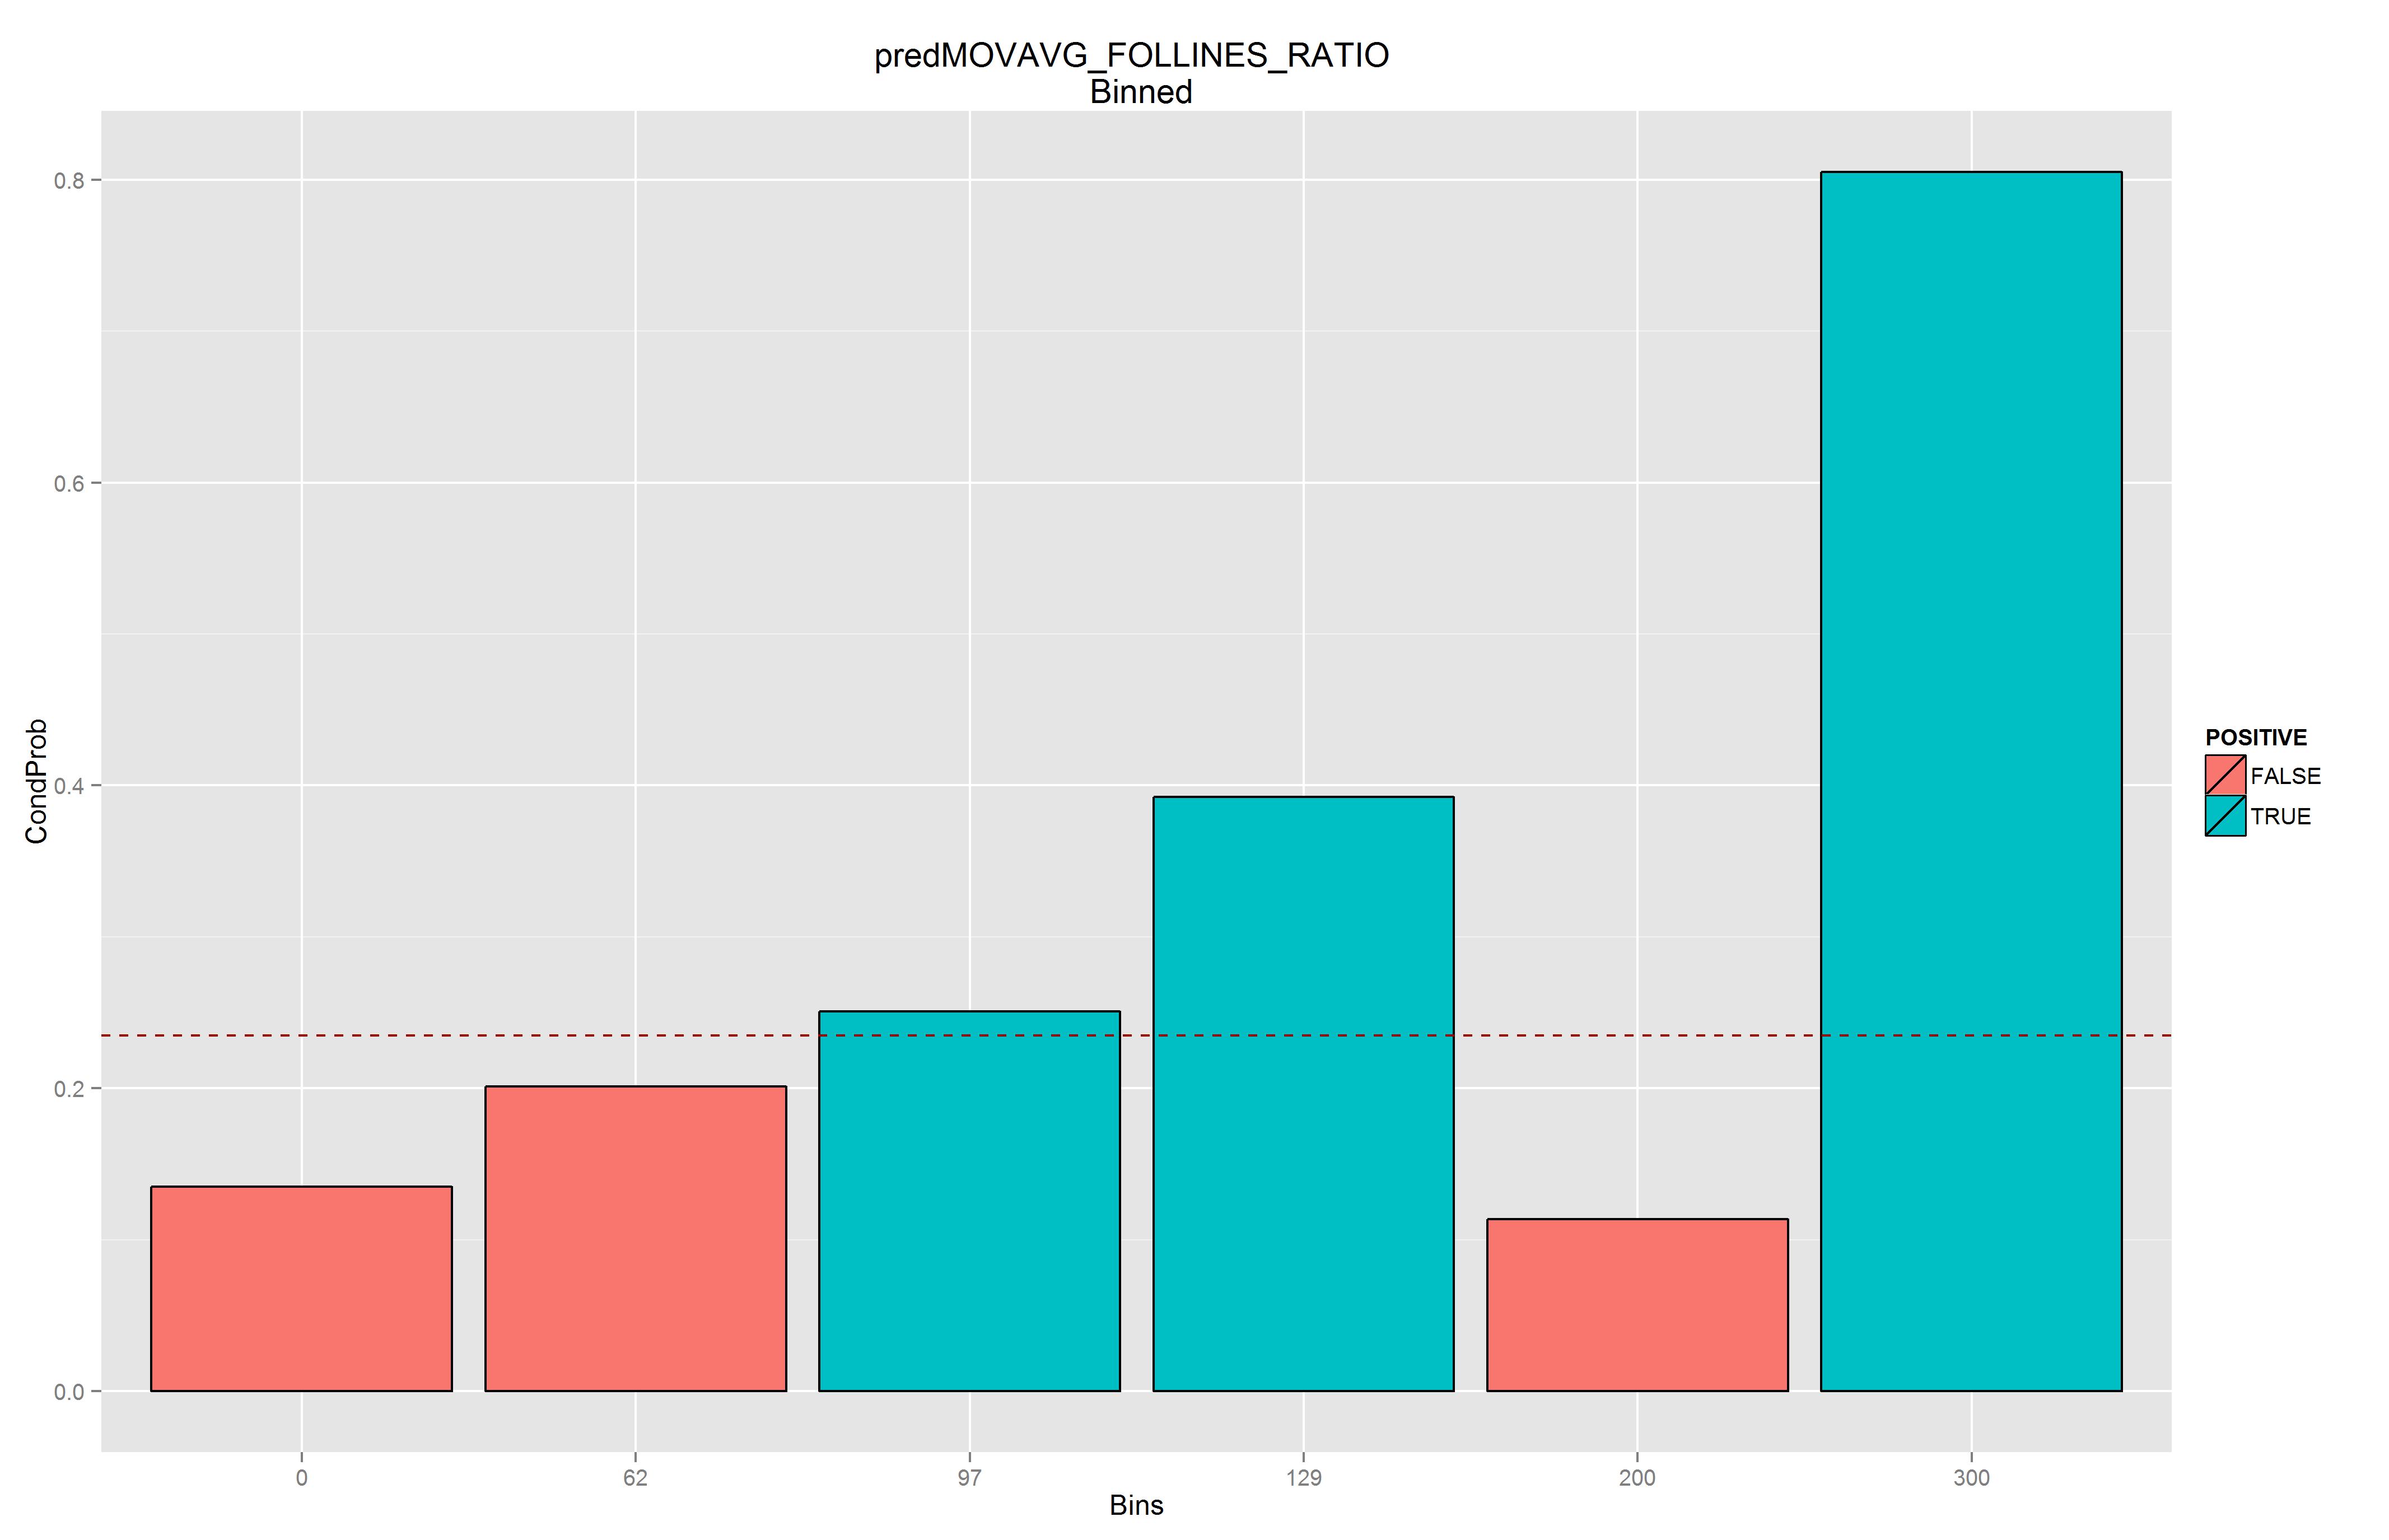 predMOVAVG_FOLLINES_RATIO
Binned
CondProb
0.8
0.6
0.4
0.2
0.0
0 62 97 129 200 300
Bins
POSITIVE
FALSE
TRUE